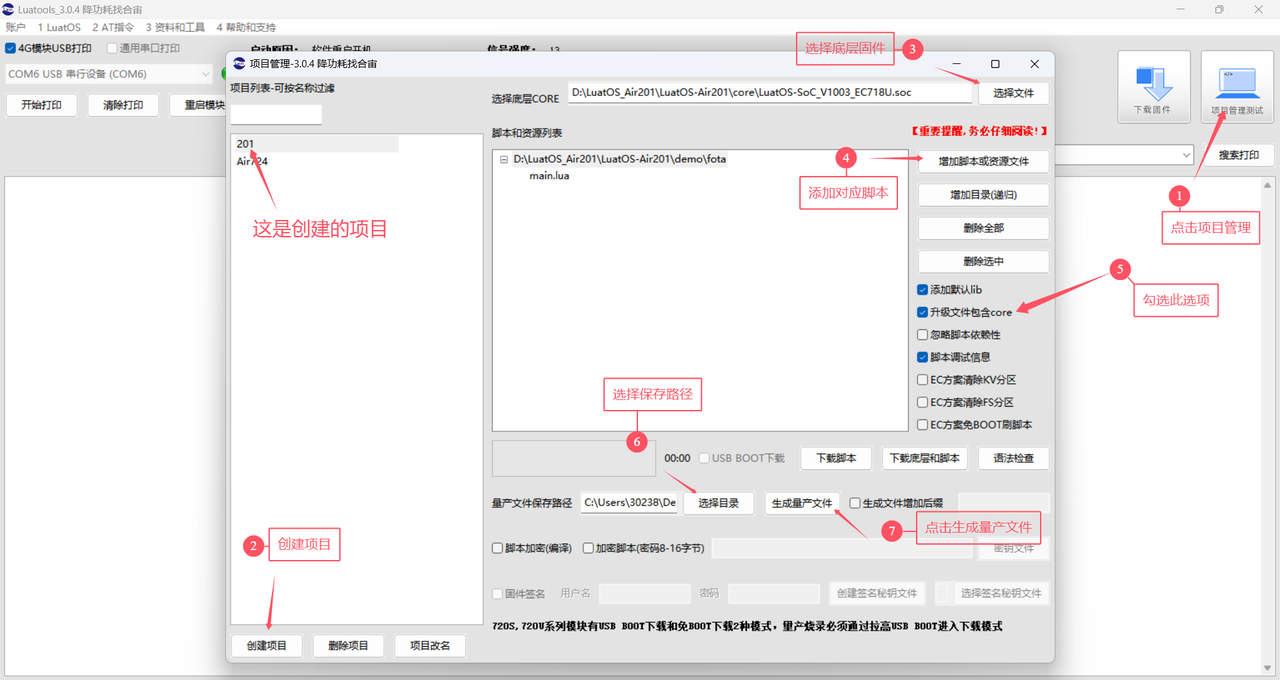 Luatools_3.0.4 降功耗找合宙
账户 1 LuatOS 2 AT指令 3 资料和工具 4 帮助和支持
4G模块USB打印 通用串口打印
COM6 USB 串行设备 (COM6)
开始打印 清除打印 重启模块
下载固件 项目管理测试
搜索打印
项目管理-3.0.4 降功耗找合宙
项目列表-可按名称过滤
201
Air724
这是创建的项目
选择底层固件 3
选择底层CORE D:\LuatOS_Air201\LuatOS-Air201\core\LuatOS-SoC_V1003_EC718U.soc 选择文件
脚本和资源列表
【重要提醒,务必仔细阅读!】
D:\LuatOS_Air201\LuatOS-Air201\demo\fota
main.lua
4 增加脚本或资源文件
添加对应脚本
增加目录(递归)
删除全部
删除选中
1
点击项目管理
添加默认lib
升级文件包含core
5
勾选此选项
忽略脚本依赖性
脚本调试信息
EC方案清除KV分区
EC方案清除FS分区
EC方案免BOOT刷脚本
选择保存路径
6
00:00 USB BOOT下载 下载脚本 下载底层和脚本 语法检查
量产文件保存路径 C:\Users\30238\De 选择目录 生成量产文件 生成文件增加后缀
7 点击生成量产文件
脚本加密(编译) 加密脚本(密码8-16字节) 密钥文件
2 创建项目
固件签名 用户名 密码 创建签名秘钥文件 选择签名秘钥文件
720S,720U系列模块有USB BOOT下载和免BOOT下载2种模式，量产烧录必须通过拉高USB BOOT进入下载模式
创建项目 删除项目 项目改名